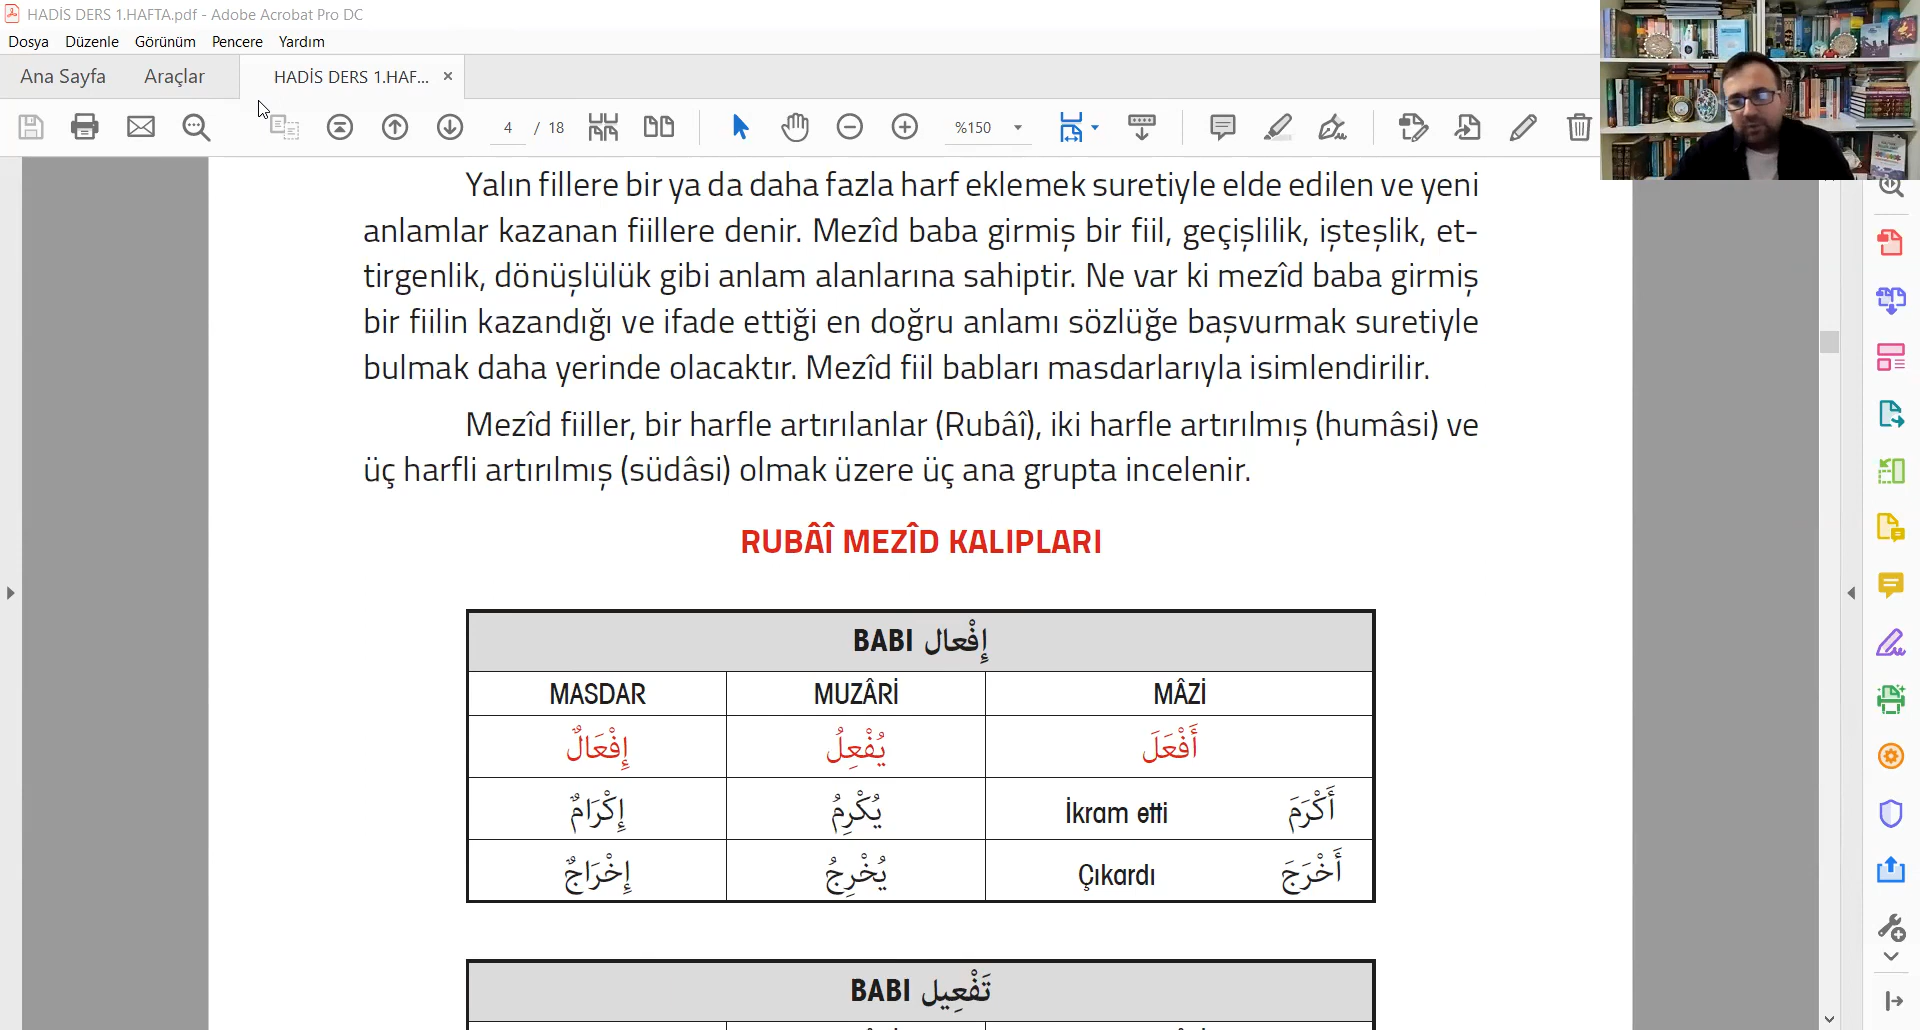 HADİS DERS 1.HAFTA.pdf - Adobe Acrobat Pro DC
Dosya Düzenle Görünüm Pencere Yardım
Ana Sayfa Araçlar HADİS DERS 1.HAF... ×
4 / 18 %150
Yalın fillere bir ya da daha fazla harf eklemek suretiyle elde edilen ve yeni
anlamlar kazanan fiillere denir. Mezîd baba girmiş bir fiil, geçişlilik, işteşlik, et-
tirgenlik, dönüşlülük gibi anlam alanlarına sahiptir. Ne var ki mezîd baba girmiş
bir fiilin kazandığı ve ifade ettiği en doğru anlamı sözlüğe başvurmak suretiyle
bulmak daha yerinde olacaktır. Mezîd fiil babları masdarlarıyla isimlendirilir.
Mezîd fiiller, bir harfle artırılanlar (Rubâî), iki harfle artırılmış (humâsi) ve
üç harfli artırılmış (südâsi) olmak üzere üç ana grupta incelenir.
RUBÂÎ MEZÎD KALIPLARI
إِفْعال BABI
MASDAR MUZÂRİ MÂZİ
إِفْعَالٌ يُفْعِلُ أَفْعَلَ
إِكْرَامٌ يُكْرِمُ İkram etti أَكْرَمَ
إِخْرَاجٌ يُخْرِجُ Çıkardı أَخْرَجَ
تَفْعِيل BABI